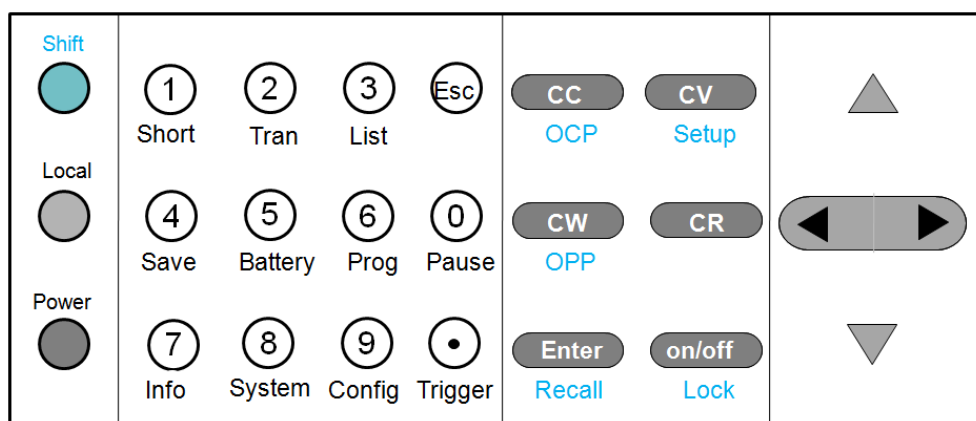 Shift
1 2 3 Esc CC CV
Short Tran List OCP Setup
Local
4 5 6 0 CW CR
Save Battery Prog Pause OPP
Power
7 8 9 • Enter on/off
Info System Config Trigger Recall Lock